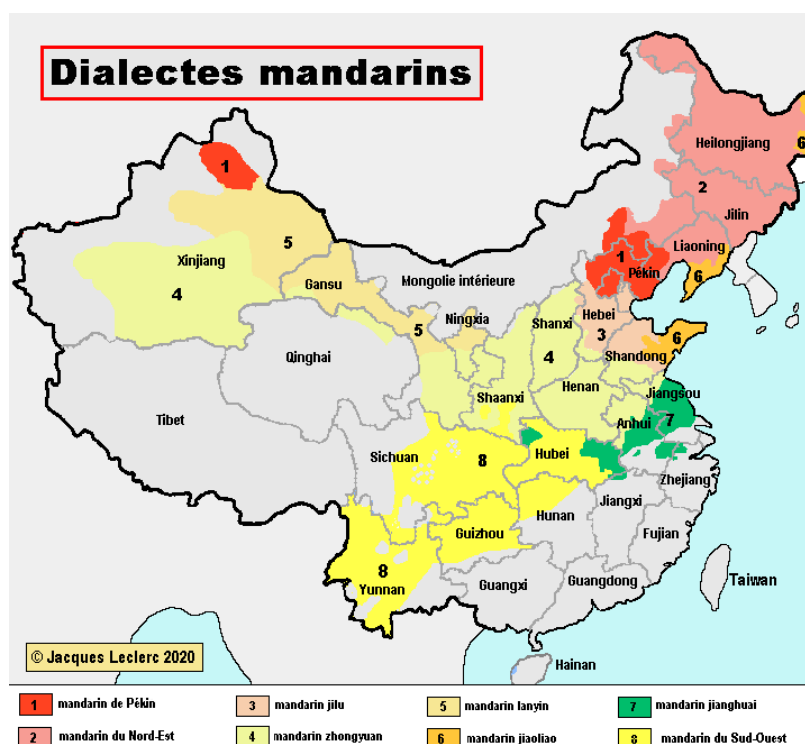 Dialectes mandarins
Heilongjiang
6
1
2
Jilin
5
Liaoning
Xinjiang
1
Pékin
Mongolie intérieure
6
4
Gansu
Hebei
Ningxia
Shanxi
5
3
6
4
Shandong
Qinghai
Henan
Shaanxi
Jiangsou
Tibet
Anhui
7
Sichuan
8
Hubei
Zhejiang
Hunan
Jiangxi
Guizhou
Fujian
8
Yunnan
Guangxi
Guangdong
Taiwan
© Jacques Leclerc 2020
Hainan
1 mandarin de Pékin
3 mandarin jilu
5 mandarin lanyin
7 mandarin jianghuai
2 mandarin du Nord-Est
4 mandarin zhongyuan
6 mandarin jiaoliao
8 mandarin du Sud-Ouest